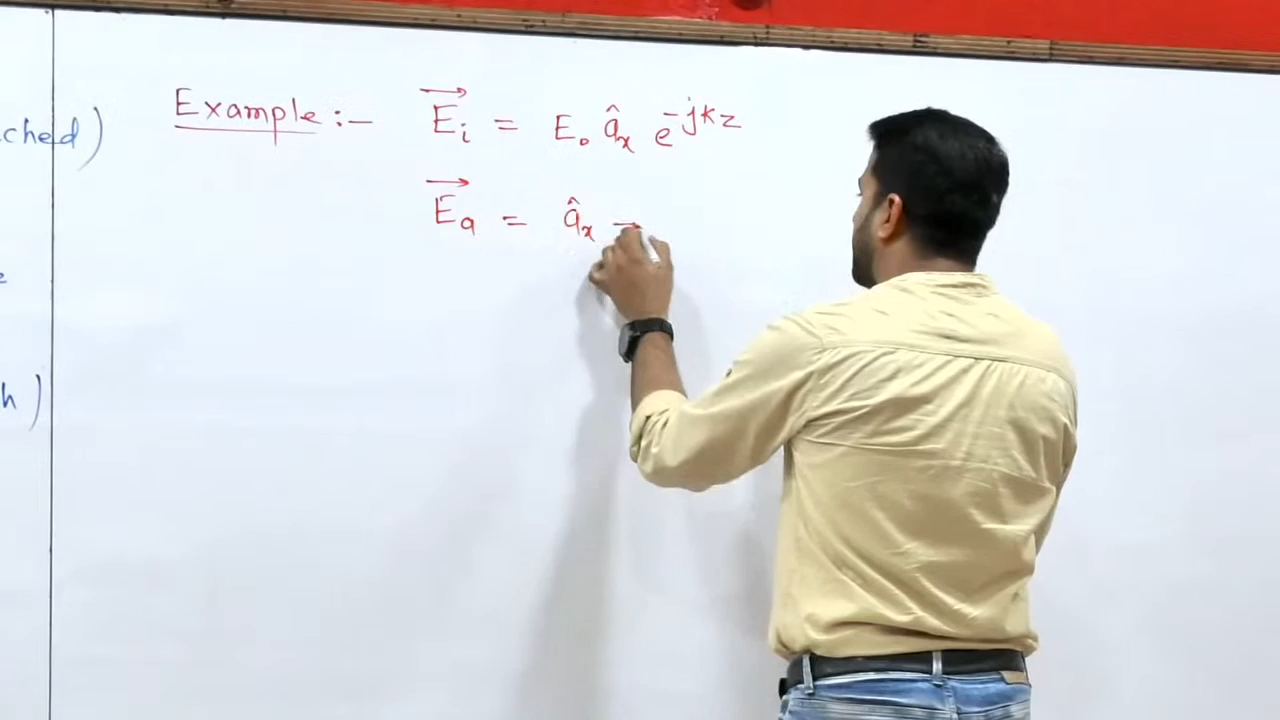 ched)
Example :- E⃗ᵢ = E₀ âₓ e^{-jkz}
E⃗ₐ = âₓ -
h)